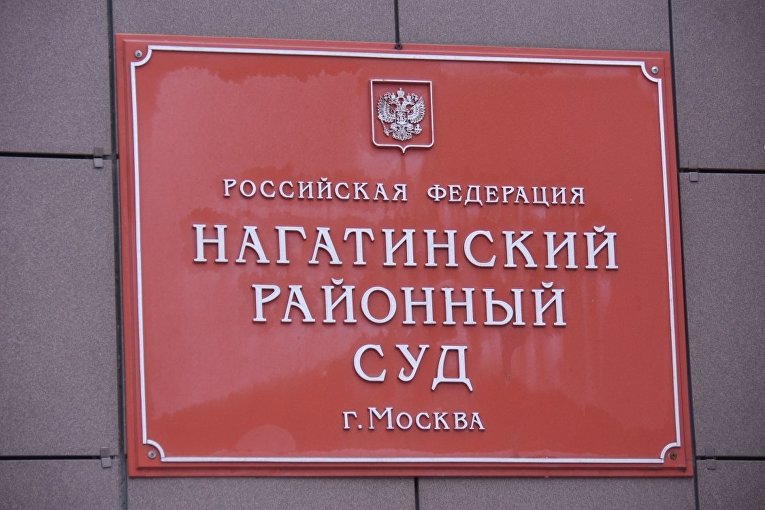 РОССИЙСКАЯ ФЕДЕРАЦИЯ
НАГАТИНСКИЙ
РАЙОННЫЙ
СУД
г. Москва